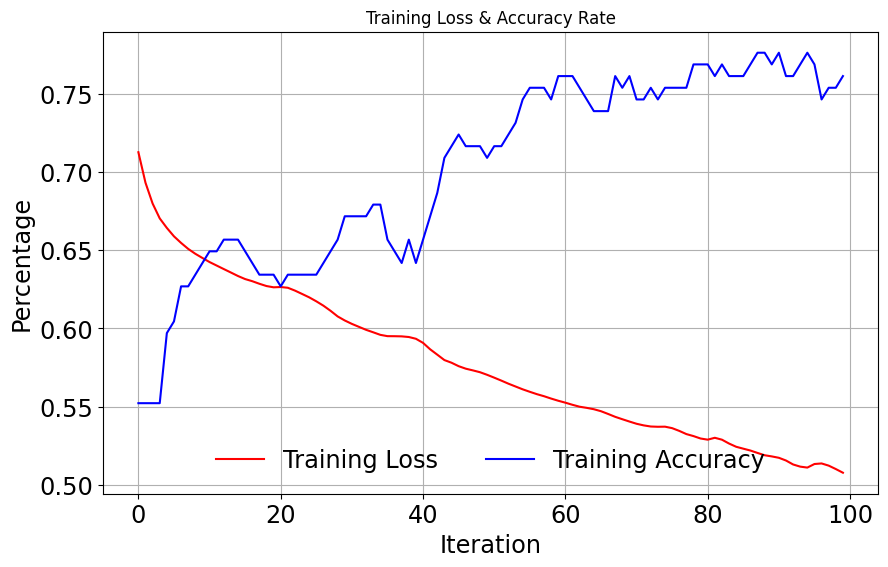 Training Loss & Accuracy Rate
Percentage
0.75
0.70
0.65
0.60
0.55
0.50
Training Loss Training Accuracy
0 20 40 60 80 100
Iteration